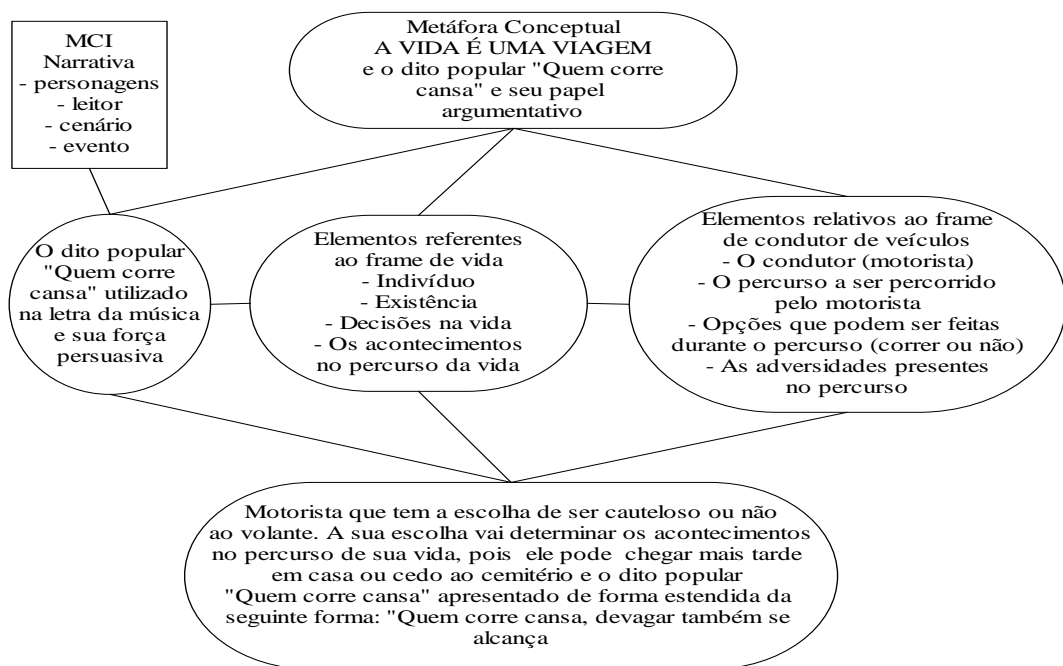 MCI
Narrativa
- personagens
- leitor
- cenário
- evento
Metáfora Conceptual
A VIDA É UMA VIAGEM
e o dito popular "Quem corre
cansa" e seu papel
argumentativo
O dito popular
"Quem corre
cansa" utilizado
na letra da música
e sua força
persuasiva
Elementos referentes
ao frame de vida
- Indivíduo
- Existência
- Decisões na vida
- Os acontecimentos
no percurso da vida
Elementos relativos ao frame
de condutor de veículos
- O condutor (motorista)
- O percurso a ser percorrido
pelo motorista
- Opções que podem ser feitas
durante o percurso (correr ou não)
- As adversidades presentes
no percurso
Motorista que tem a escolha de ser cauteloso ou não
ao volante. A sua escolha vai determinar os acontecimentos
no percurso de sua vida, pois ele pode chegar mais tarde
em casa ou cedo ao cemitério e o dito popular
"Quem corre cansa" apresentado de forma estendida da
seguinte forma: "Quem corre cansa, devagar também se
alcança